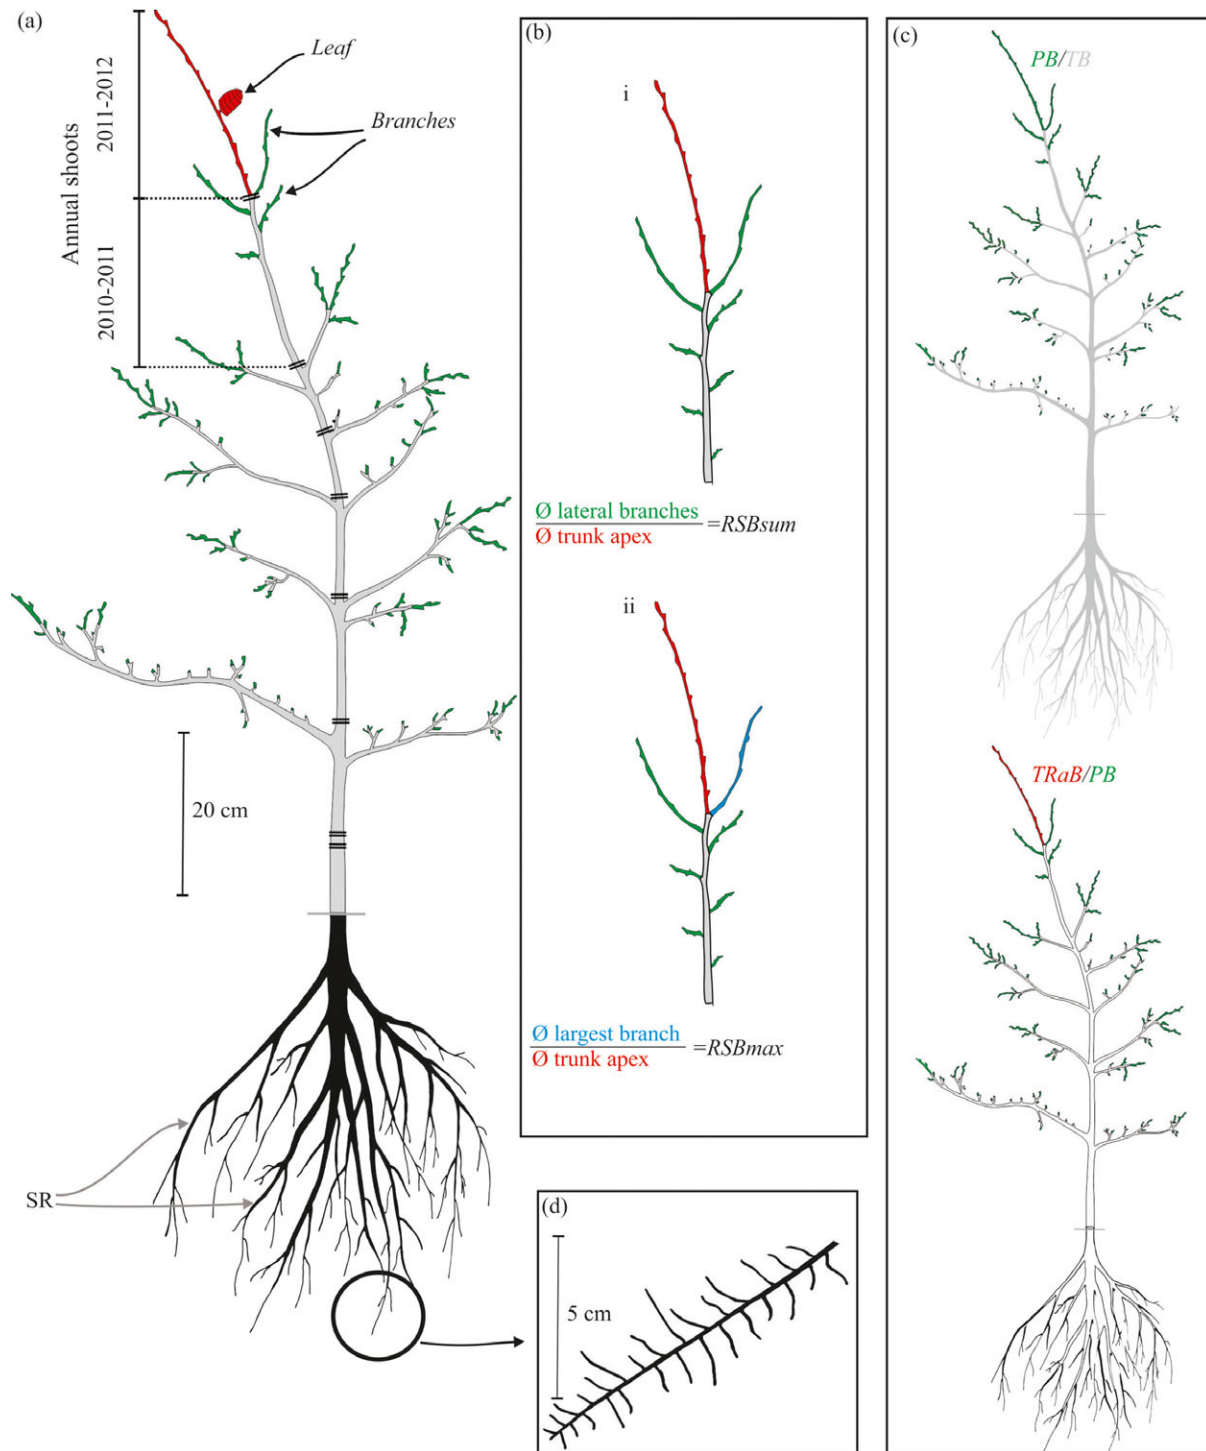 (a)
Leaf
Branches
Annual shoots
2011-2012
2010-2011
20 cm
SR
(b)
i
Ø lateral branches
Ø trunk apex
=RSBsum
ii
Ø largest branch
Ø trunk apex
=RSBmax
(c)
PB/TB
TRaB/PB
(d)
5 cm